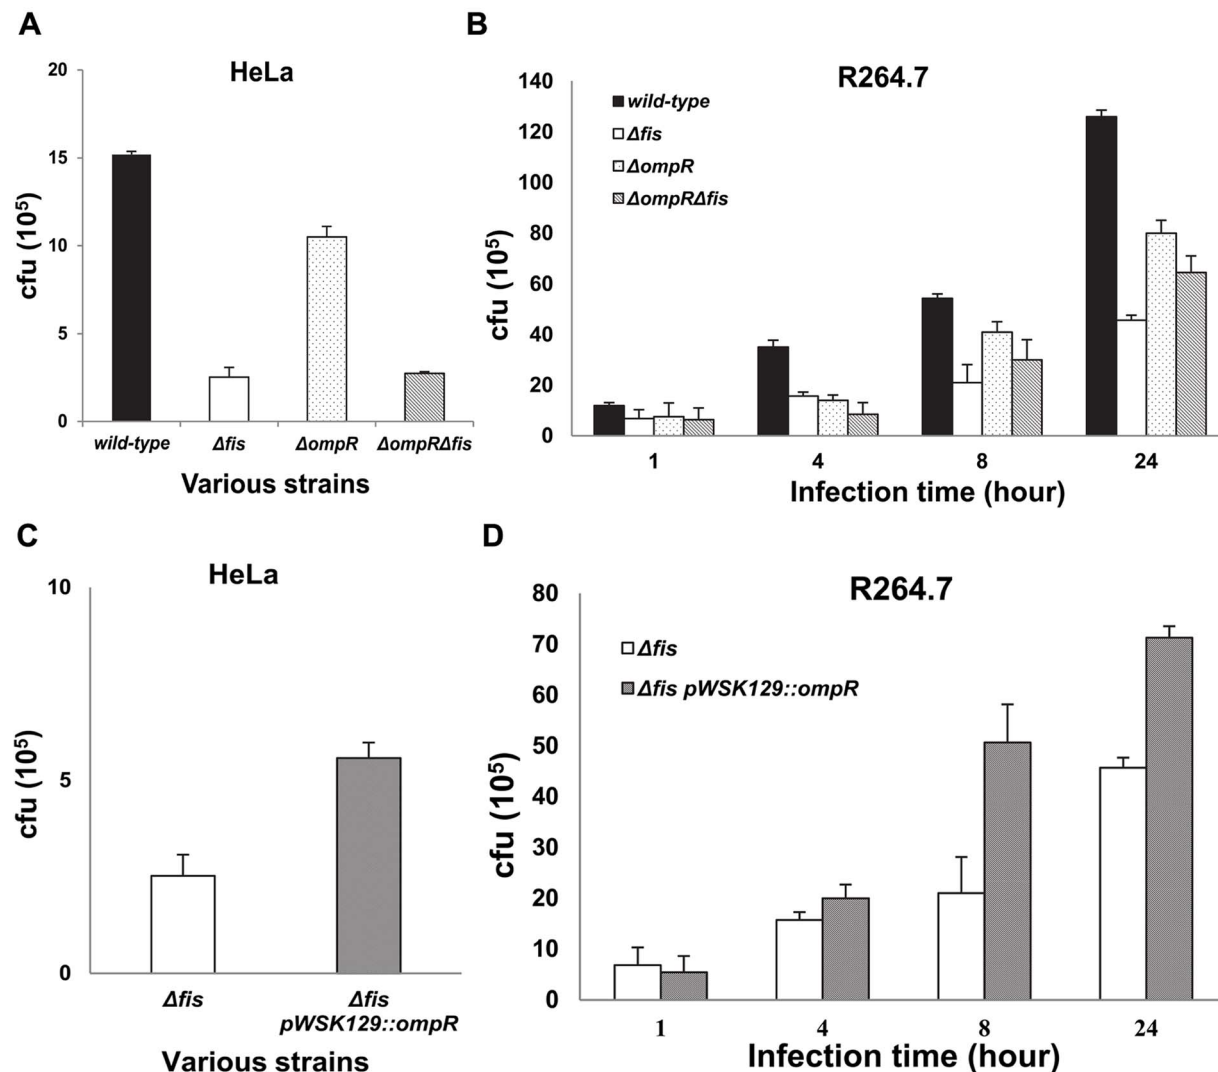 A
HeLa
20
15
10
5
0
cfu (10⁵)
wild-type Δfis ΔompR ΔompRΔfis
Various strains
B
R264.7
140
120
100
80
60
40
20
0
cfu (10⁵)
wild-type
Δfis
ΔompR
ΔompRΔfis
1 4 8 24
Infection time (hour)
C
HeLa
10
5
0
cfu (10⁵)
Δfis Δfis
pWSK129::ompR
Various strains
D
R264.7
80
70
60
50
40
30
20
10
0
cfu (10⁵)
Δfis
Δfis pWSK129::ompR
1 4 8 24
Infection time (hour)